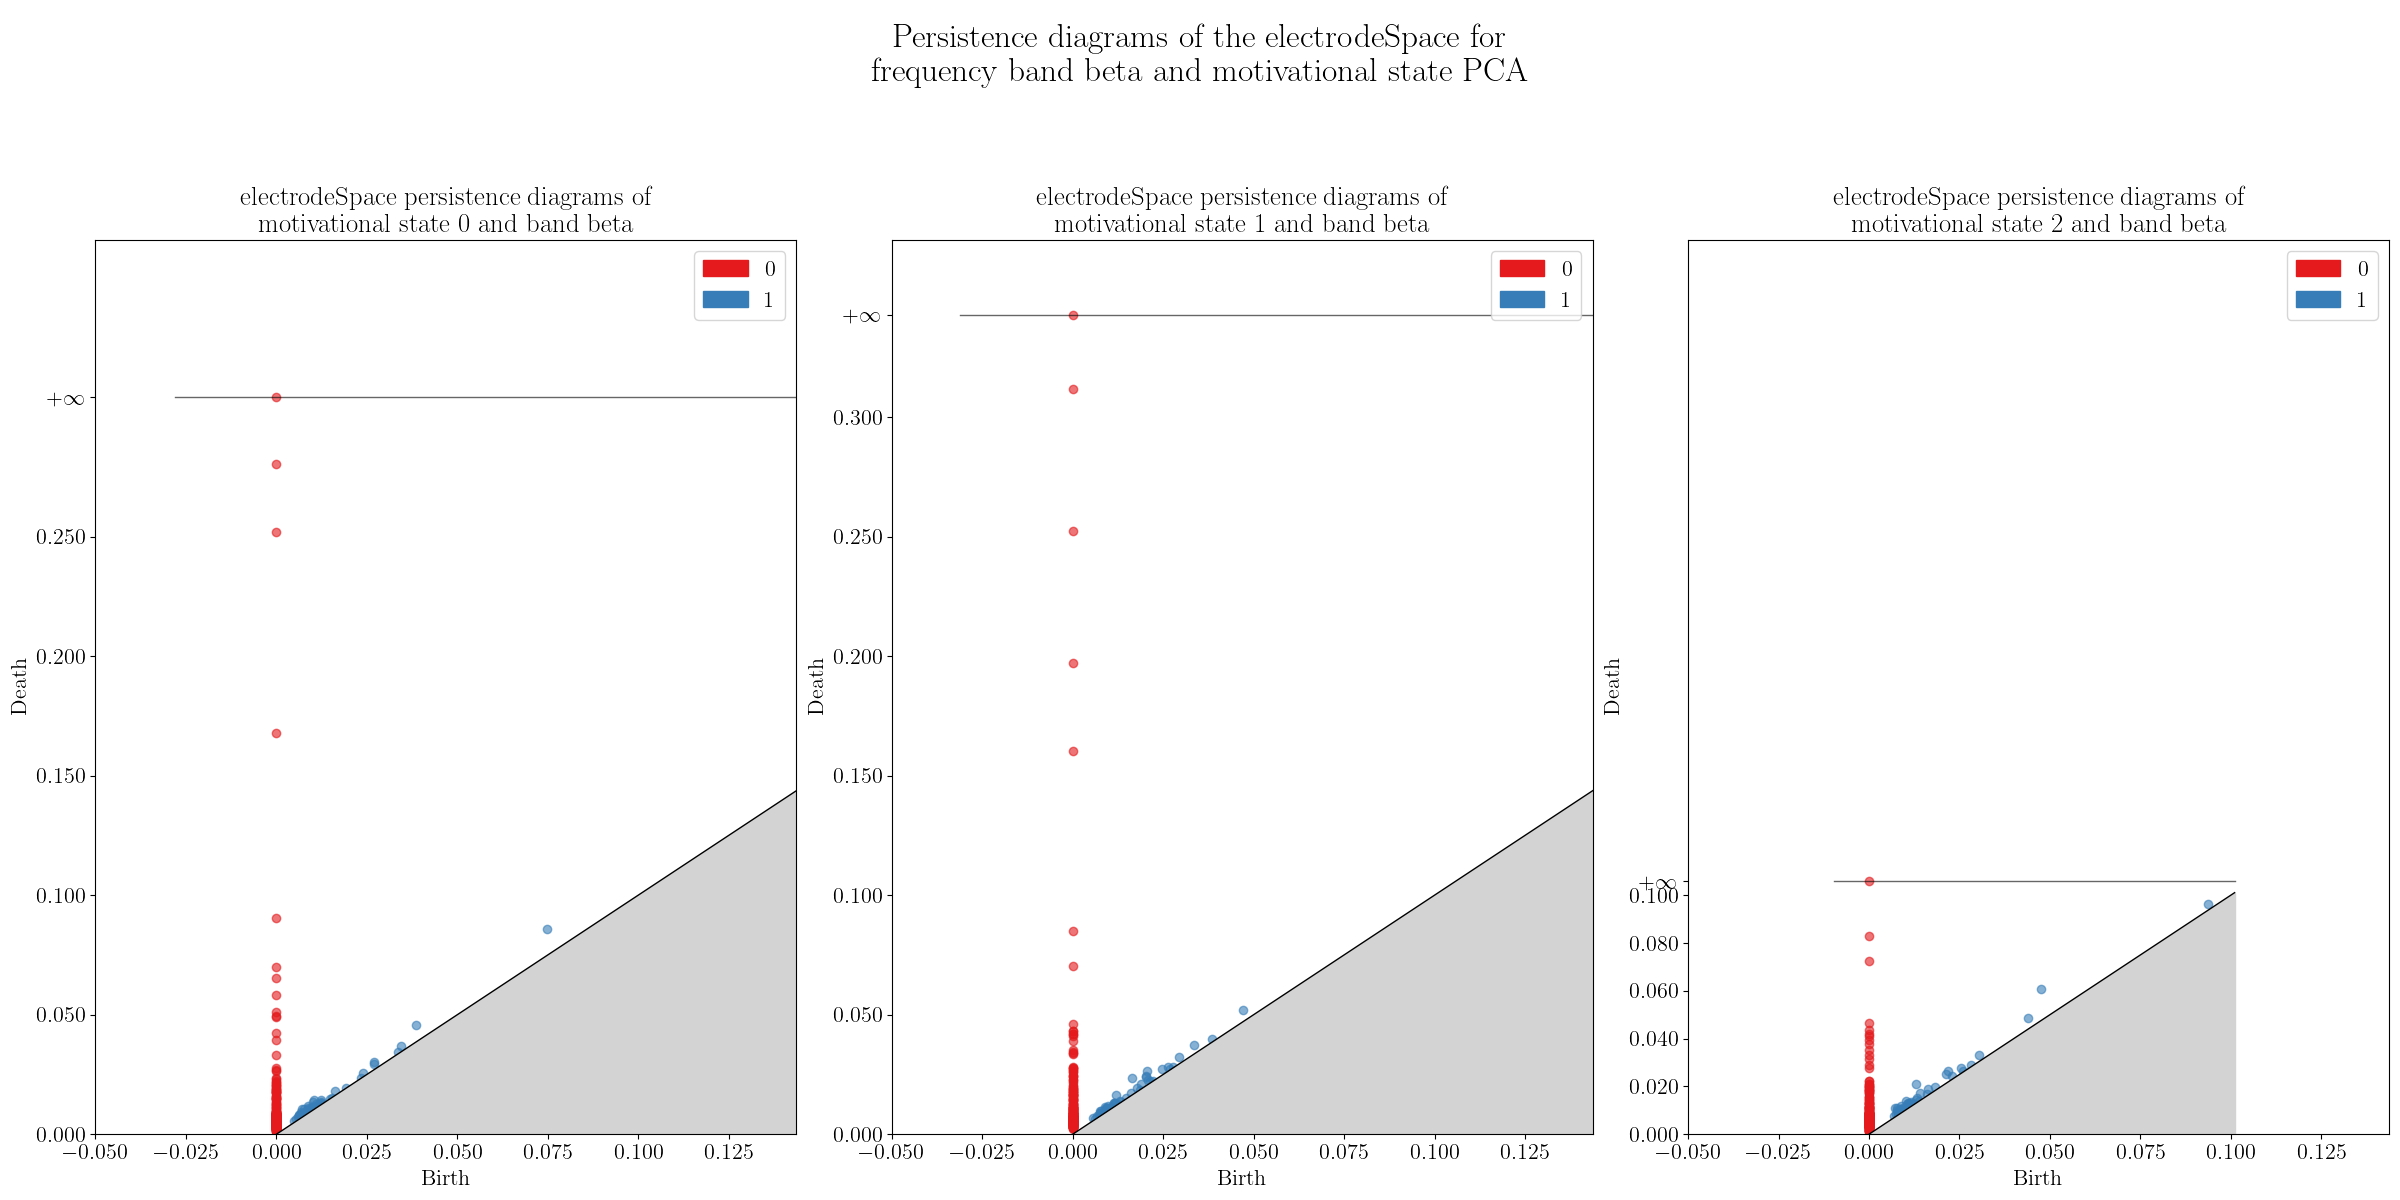 Persistence diagrams of the electrodeSpace for
frequency band beta and motivational state PCA
electrodeSpace persistence diagrams of
motivational state 0 and band beta
0
1
+∞
0.250
0.200
0.150
0.100
0.050
0.000
Death
−0.050 −0.025 0.000 0.025 0.050 0.075 0.100 0.125
Birth
electrodeSpace persistence diagrams of
motivational state 1 and band beta
0
1
+∞
0.300
0.250
0.200
0.150
0.100
0.050
0.000
Death
−0.050 −0.025 0.000 0.025 0.050 0.075 0.100 0.125
Birth
electrodeSpace persistence diagrams of
motivational state 2 and band beta
0
1
+∞
0.100
0.080
0.060
0.040
0.020
0.000
Death
−0.050 −0.025 0.000 0.025 0.050 0.075 0.100 0.125
Birth